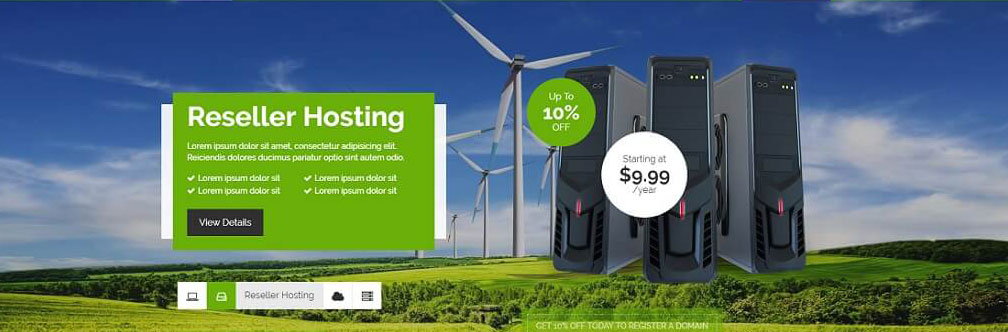 Reseller Hosting
Lorem ipsum dolor sit amet, consectetur adipisicing elit.
Reiciendis dolores ducimus pariatur optio sint autem odio.
Lorem ipsum dolor sit
Lorem ipsum dolor sit
Lorem ipsum dolor sit
Lorem ipsum dolor sit
View Details
Up To
10%
OFF
Starting at
$9.99
/year
Reseller Hosting
GET 10% OFF TODAY TO REGISTER A DOMAIN